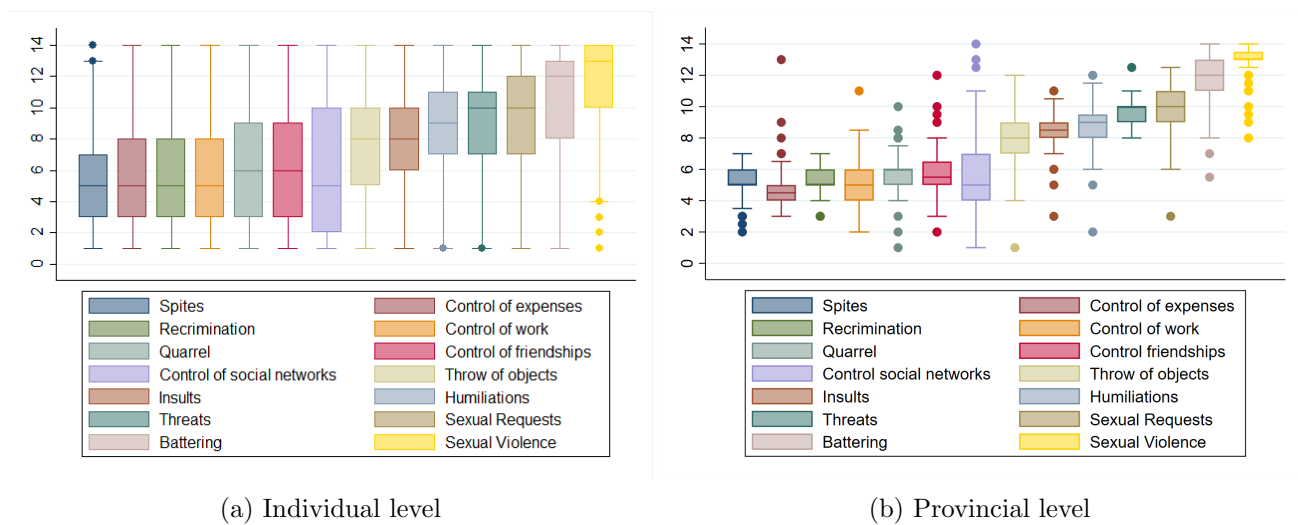 14
12
10
8
6
4
2
0
Spites Control of expenses
Recrimination Control of work
Quarrel Control of friendships
Control of social networks Throw of objects
Insults Humiliations
Threats Sexual Requests
Battering Sexual Violence
(a) Individual level
14
12
10
8
6
4
2
0
Spites Control of expenses
Recrimination Control of work
Quarrel Control friendships
Control social networks Throw of objects
Insults Humiliations
Threats Sexual Requests
Battering Sexual Violence
(b) Provincial level